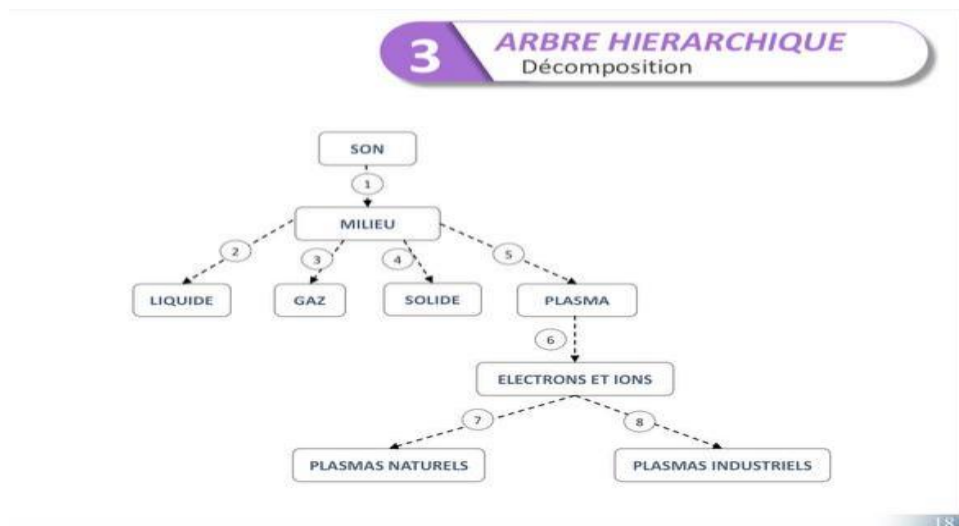 3
ARBRE HIERARCHIQUE
Décomposition
SON
1
MILIEU
2
3
4
5
LIQUIDE
GAZ
SOLIDE
PLASMA
6
ELECTRONS ET IONS
7
8
PLASMAS NATURELS
PLASMAS INDUSTRIELS
18